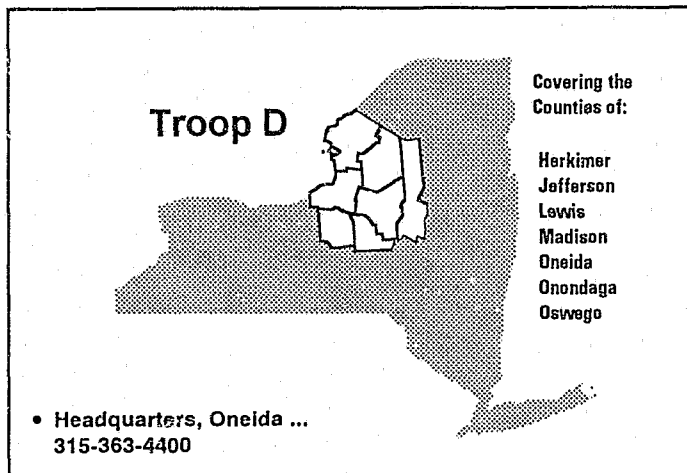 Troop D
Covering the
Counties of:
Herkimer
Jefferson
Lewis
Madison
Oneida
Onondaga
Oswego
• Headquarters, Oneida ...
315-363-4400